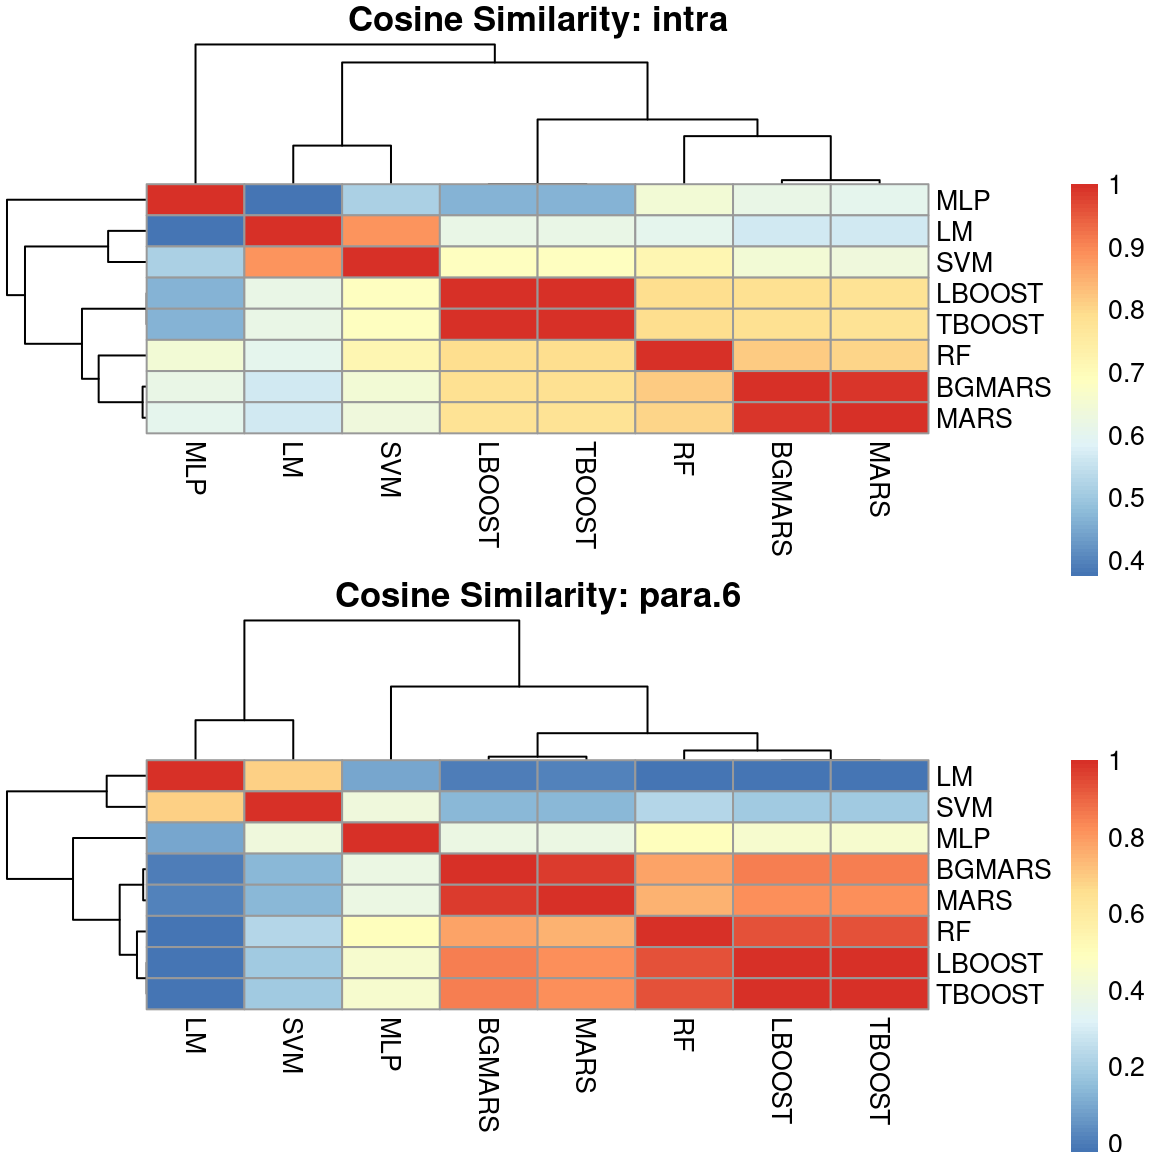 Cosine Similarity: intra
1
MLP
LM
0.9
SVM
LBOOST
0.8
TBOOST
RF
0.7
BGMARS
MARS
0.6
0.5
0.4
MLP
LM
SVM
LBOOST
TBOOST
RF
BGMARS
MARS
Cosine Similarity: para.6
1
LM
SVM
0.8
MLP
BGMARS
MARS
0.6
RF
LBOOST
0.4
TBOOST
0.2
0
LM
SVM
MLP
BGMARS
MARS
RF
LBOOST
TBOOST